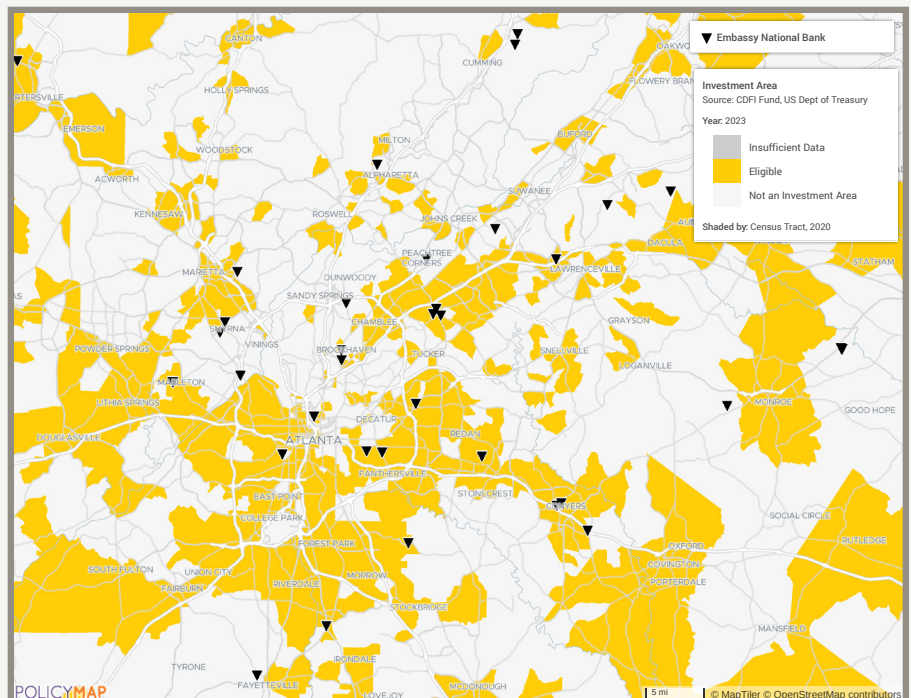 Embassy National Bank
Investment Area
Source: CDFI Fund, US Dept of Treasury
Year: 2023
Insufficient Data
Eligible
Not an Investment Area
Shaded by: Census Tract, 2020
CANTON
OAKWO
CUMMING
HOLLY SPRINGS
FLOWERY BRAN
RTERSVILLE
EMERSON
BUFORD
MILTON
WOODSTOCK
ALPHARETTA
ACWORTH
SUWANEE
KENNESAW
ROSWELL
JOHNS CREEK
AU
DACULA
PEACHTREE
CORNERS
STATHAM
MARIETTA
DUNWOODY
LAWRENCEVILLE
AS
SANDY SPRINGS
CHAMBLEE
GRAYSON
SMYRNA
VININGS
POWDER SPRINGS
BROOKHAVEN
TUCKER
SNELLVILLE
LOGANVILLE
MABLETON
LITHIA SPRINGS
MONROE
GOOD HOPE
DECATUR
DOUGLASVILLE
ATLANTA
REDAN
PANTHERSVILLE
EAST POINT
STONECREST
CONYERS
COLLEGE PARK
SOCIAL CIRCLE
FOREST PARK
OXFORD
RUTLEDGE
COVINGTON
SOUTH FULTON
UNION CITY
MORROW
PORTERDALE
FAIRBURN
RIVERDALE
STOCKBRIDGE
MANSFIELD
IRONDALE
TYRONE
FAYETTEVILLE
MCDONOUGH
LOVEJOY
POLICYMAP
5 mi
© MapTiler © OpenStreetMap contributors